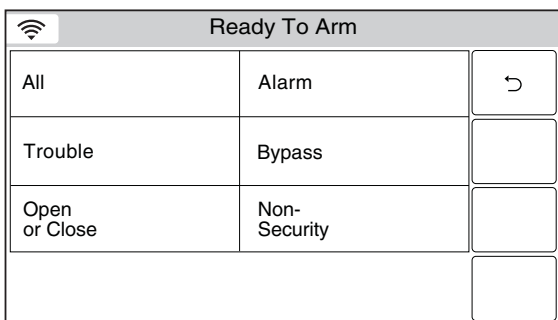 Ready To Arm
All
Alarm
Trouble
Bypass
Open
or Close
Non-
Security